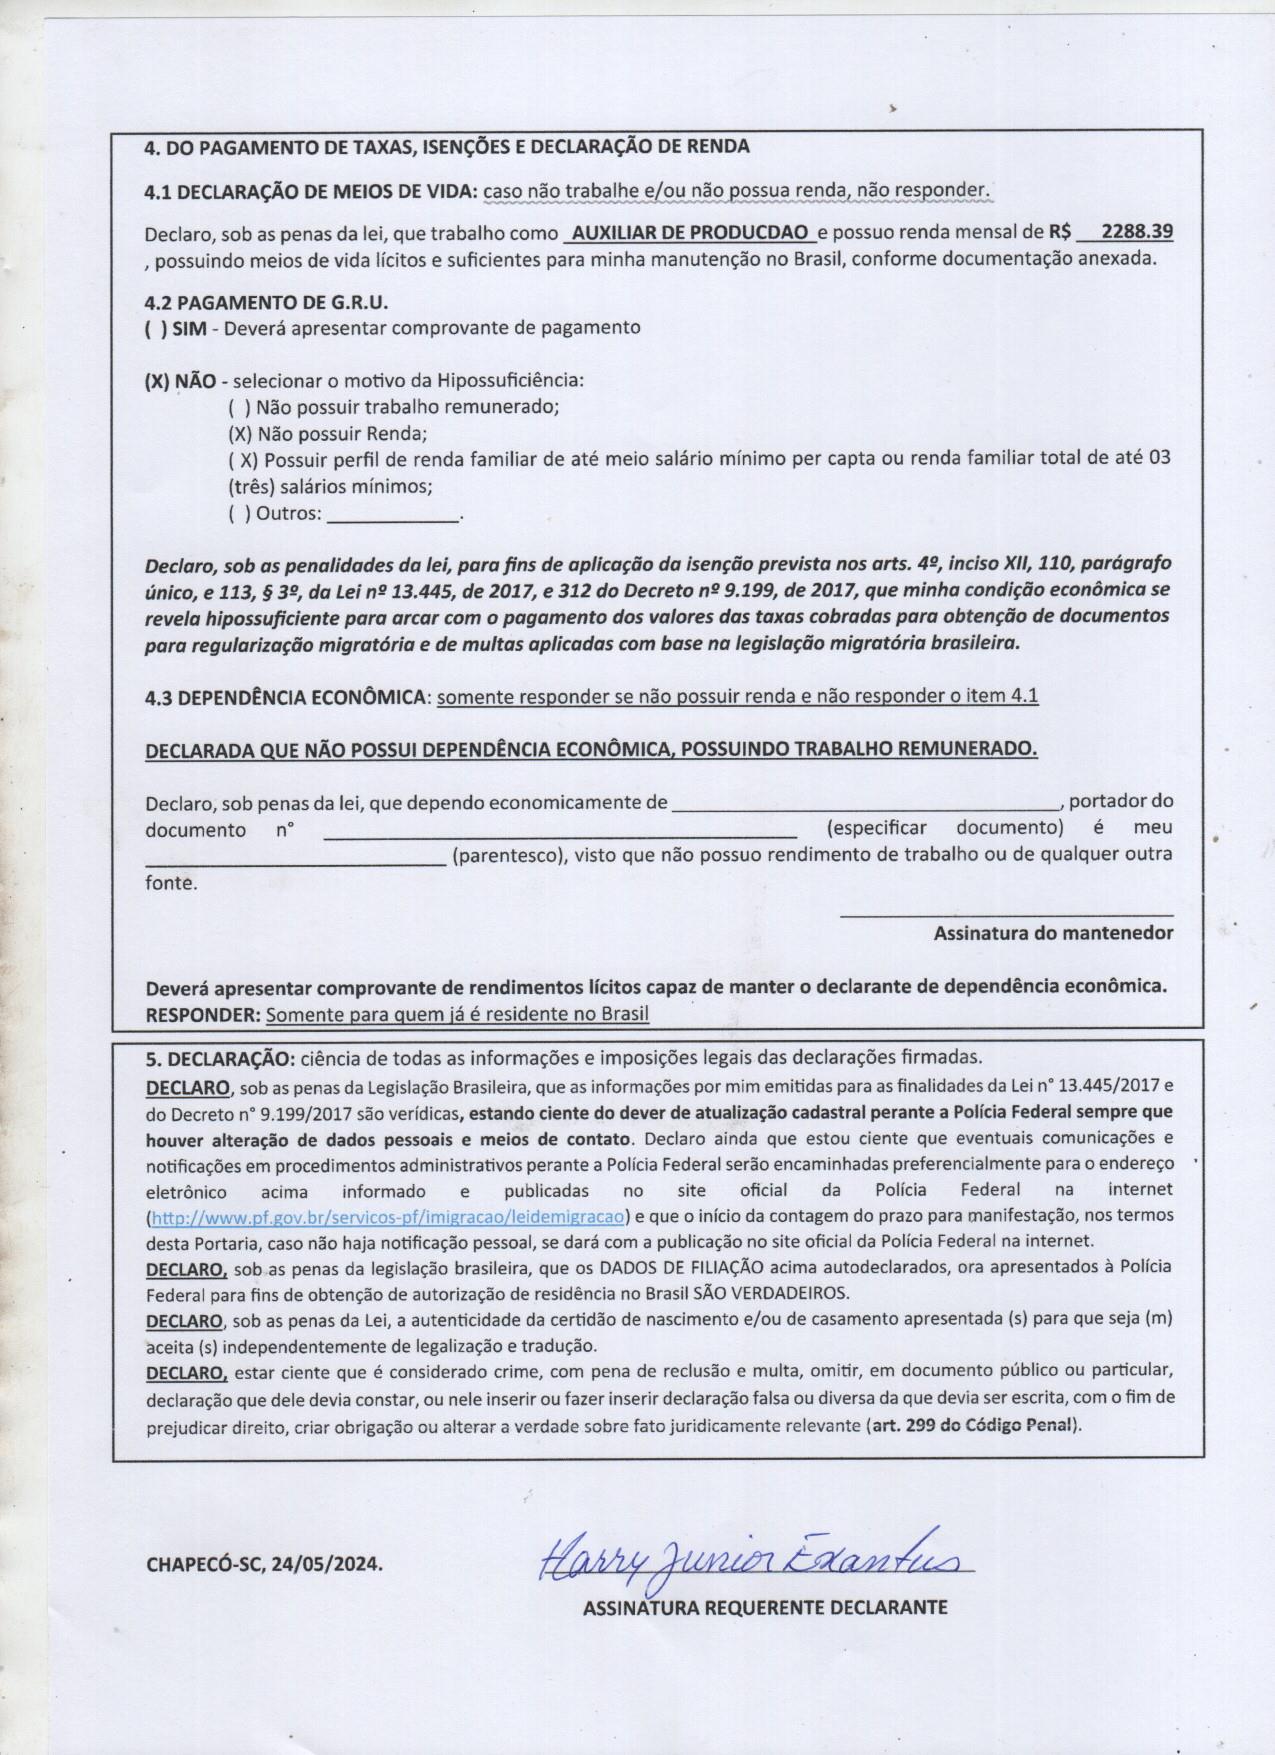 4. DO PAGAMENTO DE TAXAS, ISENÇÕES E DECLARAÇÃO DE RENDA
4.1 DECLARAÇÃO DE MEIOS DE VIDA: caso não trabalhe e/ou não possua renda, não responder.
Declaro, sob as penas da lei, que trabalho como _AUXILIAR DE PRODUCDAO_ e possuo renda mensal de R$ ___2288.39
, possuindo meios de vida lícitos e suficientes para minha manutenção no Brasil, conforme documentação anexada.
4.2 PAGAMENTO DE G.R.U.
( ) SIM - Deverá apresentar comprovante de pagamento
(X) NÃO - selecionar o motivo da Hipossuficiência:
( ) Não possuir trabalho remunerado;
(X) Não possuir Renda;
( X) Possuir perfil de renda familiar de até meio salário mínimo per capta ou renda familiar total de até 03
(três) salários mínimos;
( ) Outros: ____________.
Declaro, sob as penalidades da lei, para fins de aplicação da isenção prevista nos arts. 4º, inciso XII, 110, parágrafo
único, e 113, § 3º, da Lei nº 13.445, de 2017, e 312 do Decreto nº 9.199, de 2017, que minha condição econômica se
revela hipossuficiente para arcar com o pagamento dos valores das taxas cobradas para obtenção de documentos
para regularização migratória e de multas aplicadas com base na legislação migratória brasileira.
4.3 DEPENDÊNCIA ECONÔMICA: somente responder se não possuir renda e não responder o item 4.1
DECLARADA QUE NÃO POSSUI DEPENDÊNCIA ECONÔMICA, POSSUINDO TRABALHO REMUNERADO.
Declaro, sob penas da lei, que dependo economicamente de ___________________________________, portador do
documento n° ___________________________________________ (especificar documento) é meu
___________________________ (parentesco), visto que não possuo rendimento de trabalho ou de qualquer outra
fonte.
Assinatura do mantenedor
Deverá apresentar comprovante de rendimentos lícitos capaz de manter o declarante de dependência econômica.
RESPONDER: Somente para quem já é residente no Brasil
5. DECLARAÇÃO: ciência de todas as informações e imposições legais das declarações firmadas.
DECLARO, sob as penas da Legislação Brasileira, que as informações por mim emitidas para as finalidades da Lei n° 13.445/2017 e
do Decreto n° 9.199/2017 são verídicas, estando ciente do dever de atualização cadastral perante a Polícia Federal sempre que
houver alteração de dados pessoais e meios de contato. Declaro ainda que estou ciente que eventuais comunicações e
notificações em procedimentos administrativos perante a Polícia Federal serão encaminhadas preferencialmente para o endereço
eletrônico acima informado e publicadas no site oficial da Polícia Federal na internet
(http://www.pf.gov.br/servicos-pf/imigracao/leidemigracao) e que o início da contagem do prazo para manifestação, nos termos
desta Portaria, caso não haja notificação pessoal, se dará com a publicação no site oficial da Polícia Federal na internet.
DECLARO, sob as penas da legislação brasileira, que os DADOS DE FILIAÇÃO acima autodeclarados, ora apresentados à Polícia
Federal para fins de obtenção de autorização de residência no Brasil SÃO VERDADEIROS.
DECLARO, sob as penas da Lei, a autenticidade da certidão de nascimento e/ou de casamento apresentada (s) para que seja (m)
aceita (s) independentemente de legalização e tradução.
DECLARO, estar ciente que é considerado crime, com pena de reclusão e multa, omitir, em documento público ou particular,
declaração que dele devia constar, ou nele inserir ou fazer inserir declaração falsa ou diversa da que devia ser escrita, com o fim de
prejudicar direito, criar obrigação ou alterar a verdade sobre fato juridicamente relevante (art. 299 do Código Penal).
Harry Junior Exantus
CHAPECÓ-SC, 24/05/2024.
ASSINATURA REQUERENTE DECLARANTE